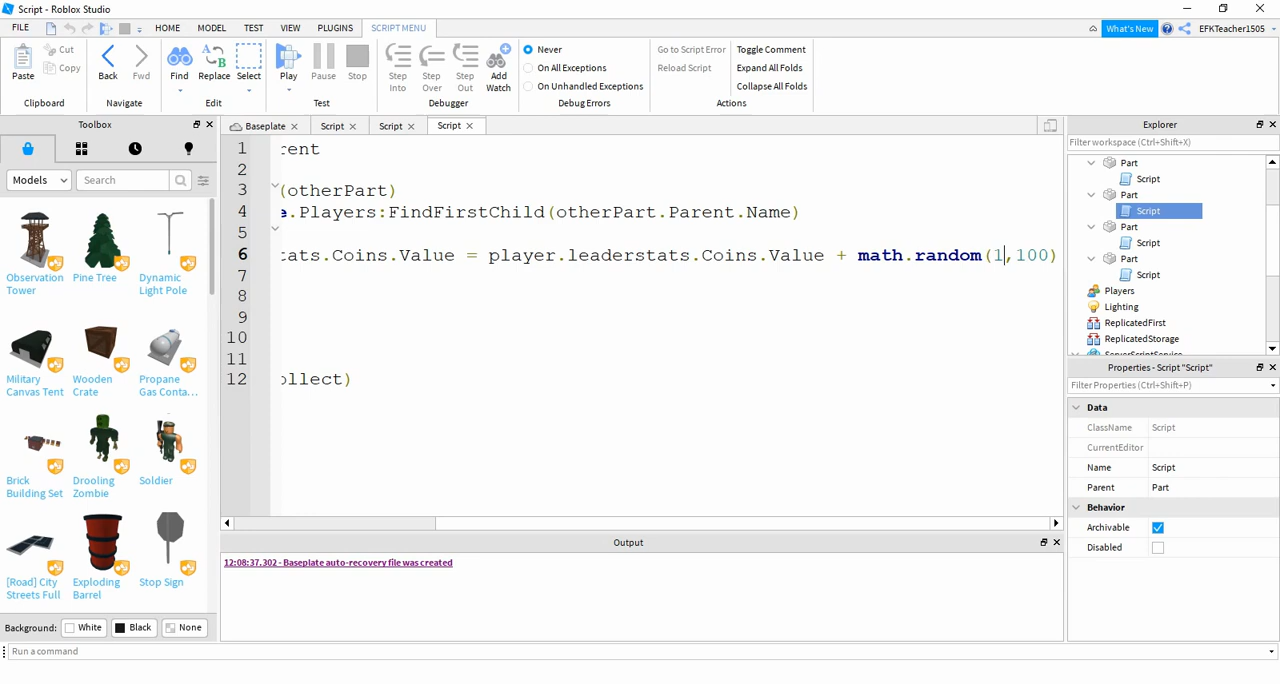 Script - Roblox Studio
FILE HOME MODEL TEST VIEW PLUGINS SCRIPT MENU What's New EFKTeacher1505
Paste Cut Copy Back Fwd Find Replace Select Play Pause Stop Step Into Step Over Step Out Add Watch Never On All Exceptions On Unhandled Exceptions Go to Script Error Reload Script Toggle Comment Expand All Folds Collapse All Folds
Clipboard Navigate Edit Test Debugger Debug Errors Actions
Toolbox
Models Search
Observation Tower
Pine Tree
Dynamic Light Pole
Military Canvas Tent
Wooden Crate
Propane Gas Conta...
Brick Building Set
Drooling Zombie
Soldier
[Road] City Streets Full
Exploding Barrel
Stop Sign
Background: White Black None
Baseplate Script Script Script
1 rent
2
3 (otherPart)
4 e.Players:FindFirstChild(otherPart.Parent.Name)
5
6 tats.Coins.Value = player.leaderstats.Coins.Value + math.random(1,100)
7
8
9
10
11
12 ollect)
Output
12:08:37.302 - Baseplate auto-recovery file was created
Explorer
Filter workspace (Ctrl+Shift+X)
Part
Script
Part
Script
Part
Script
Part
Script
Players
Lighting
ReplicatedFirst
ReplicatedStorage
ServerScriptService
Properties - Script "Script"
Filter Properties (Ctrl+Shift+P)
Data
ClassName Script
CurrentEditor
Name Script
Parent Part
Behavior
Archivable
Disabled
Run a command